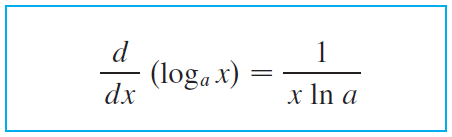 d/dx (logₐ x) = 1/(x ln a)